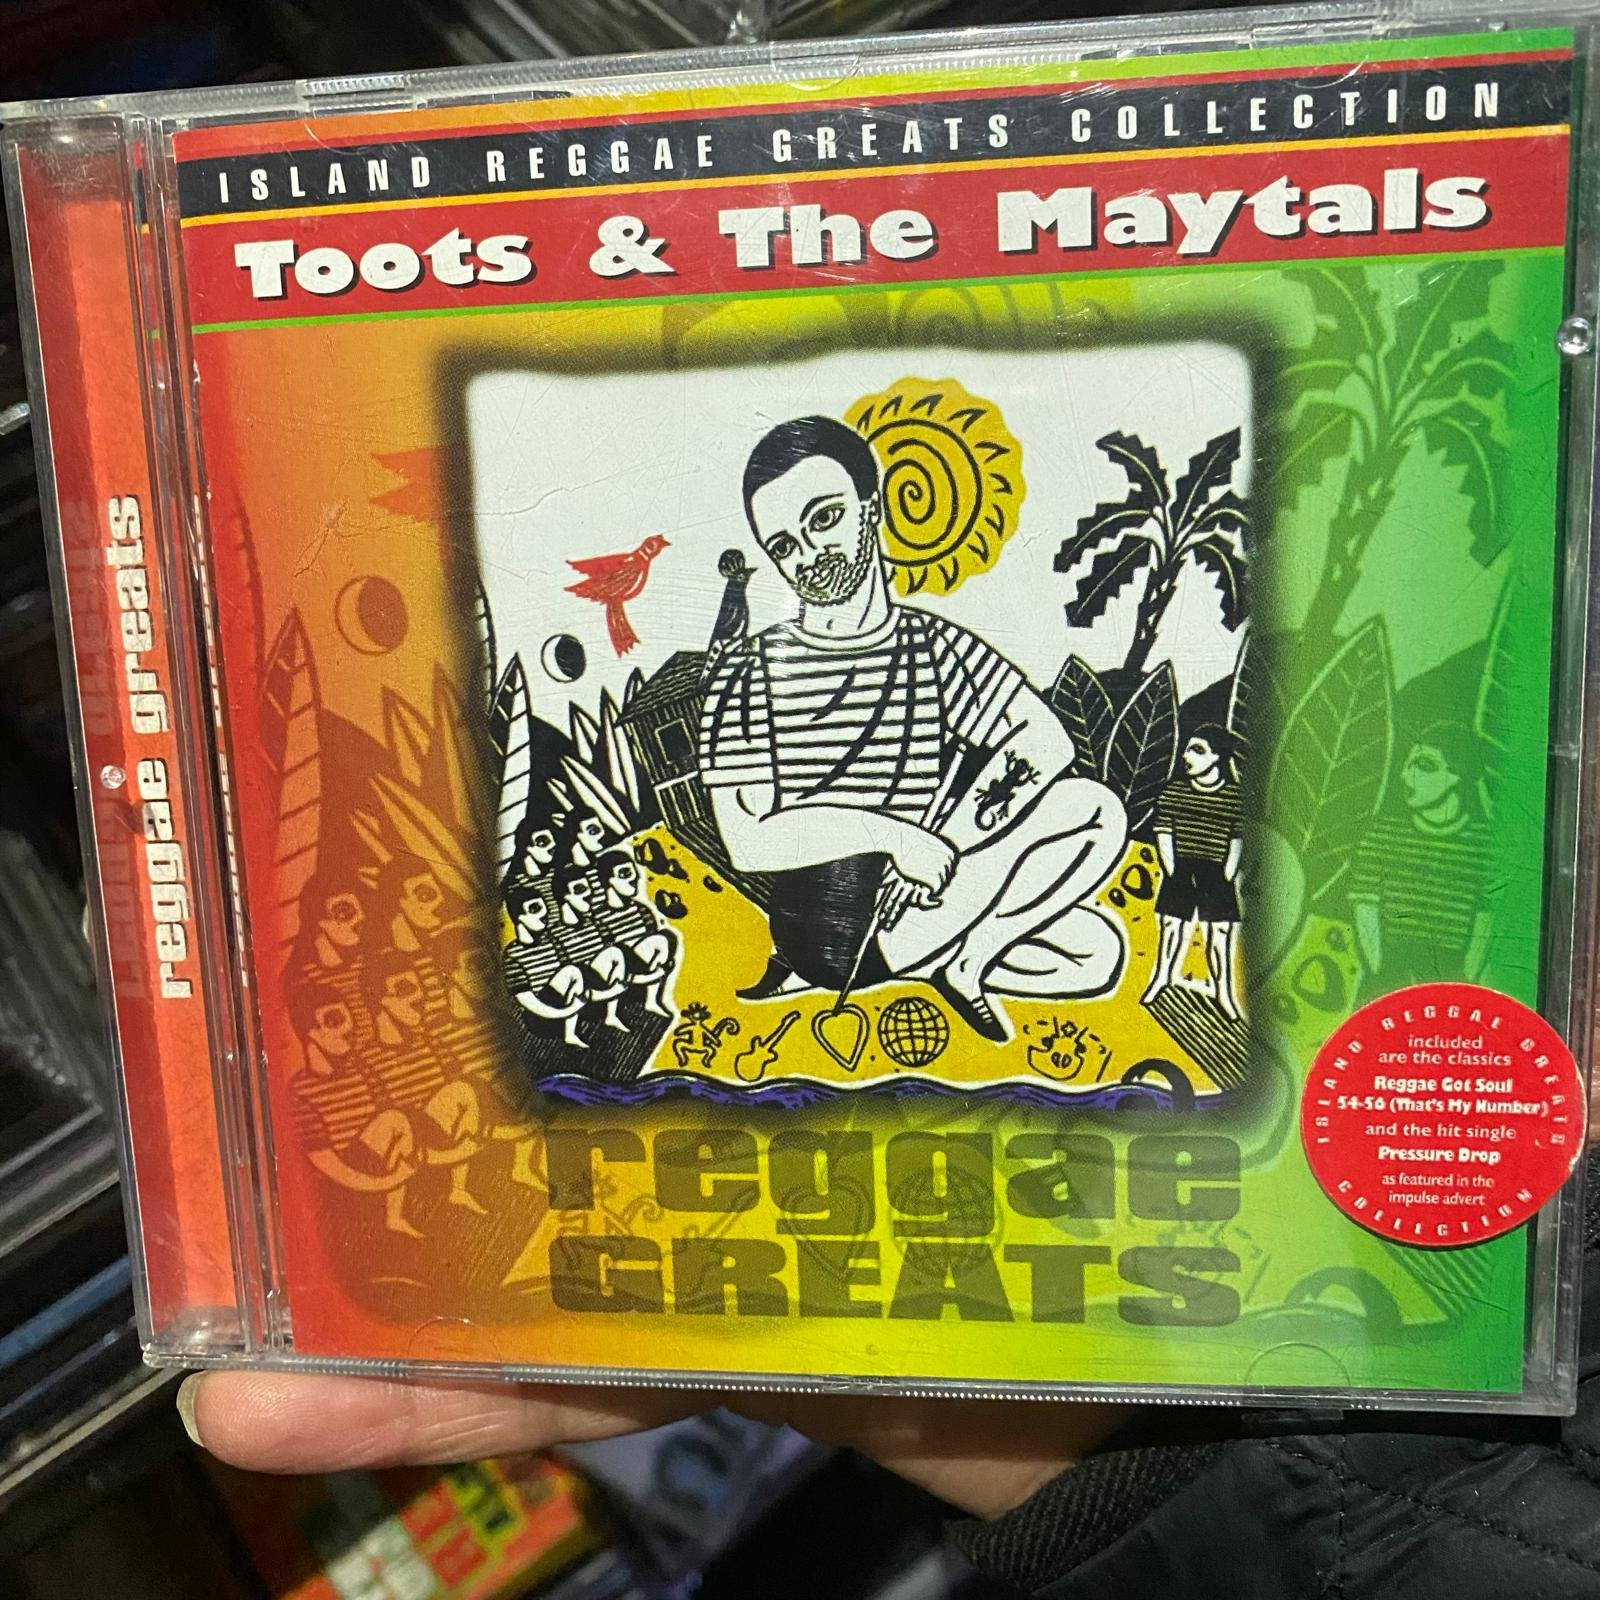 ISLAND REGGAE GREATS COLLECTION
Toots & The Maytals
reggae greats
reggae
GREATS
ISLAND REGGAE GREATS
included
are the classics
Reggae Got Soul
54-56 (That's My Number)
and the hit single
Pressure Drop
as featured in the
impulse advert
COLLECTION